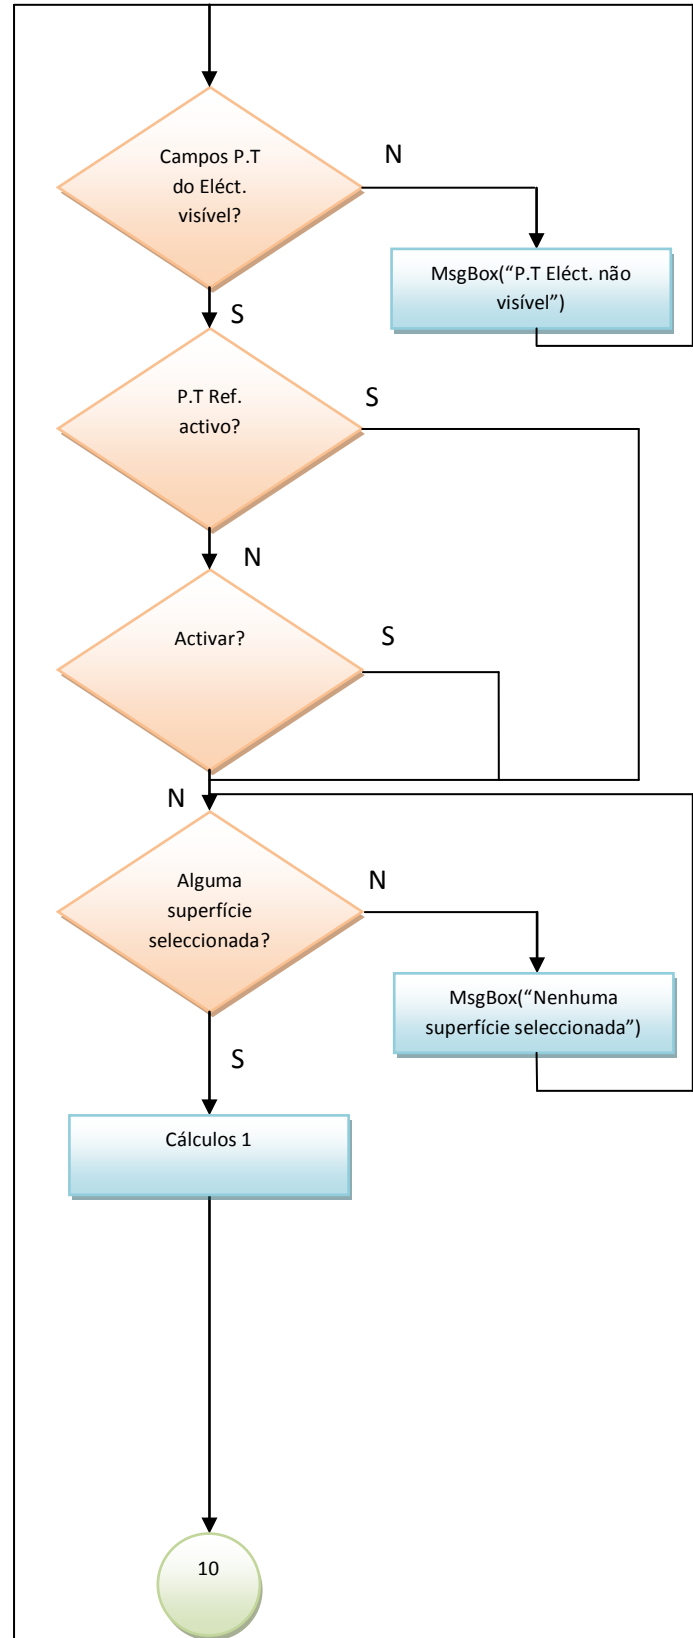 Campos P.T
do Eléct.
visível?
N
MsgBox("P.T Eléct. não
visível")
S
P.T Ref.
activo?
S
N
Activar?
S
N
Alguma
superfície
seleccionada?
N
MsgBox("Nenhuma
superfície seleccionada")
S
Cálculos 1
10